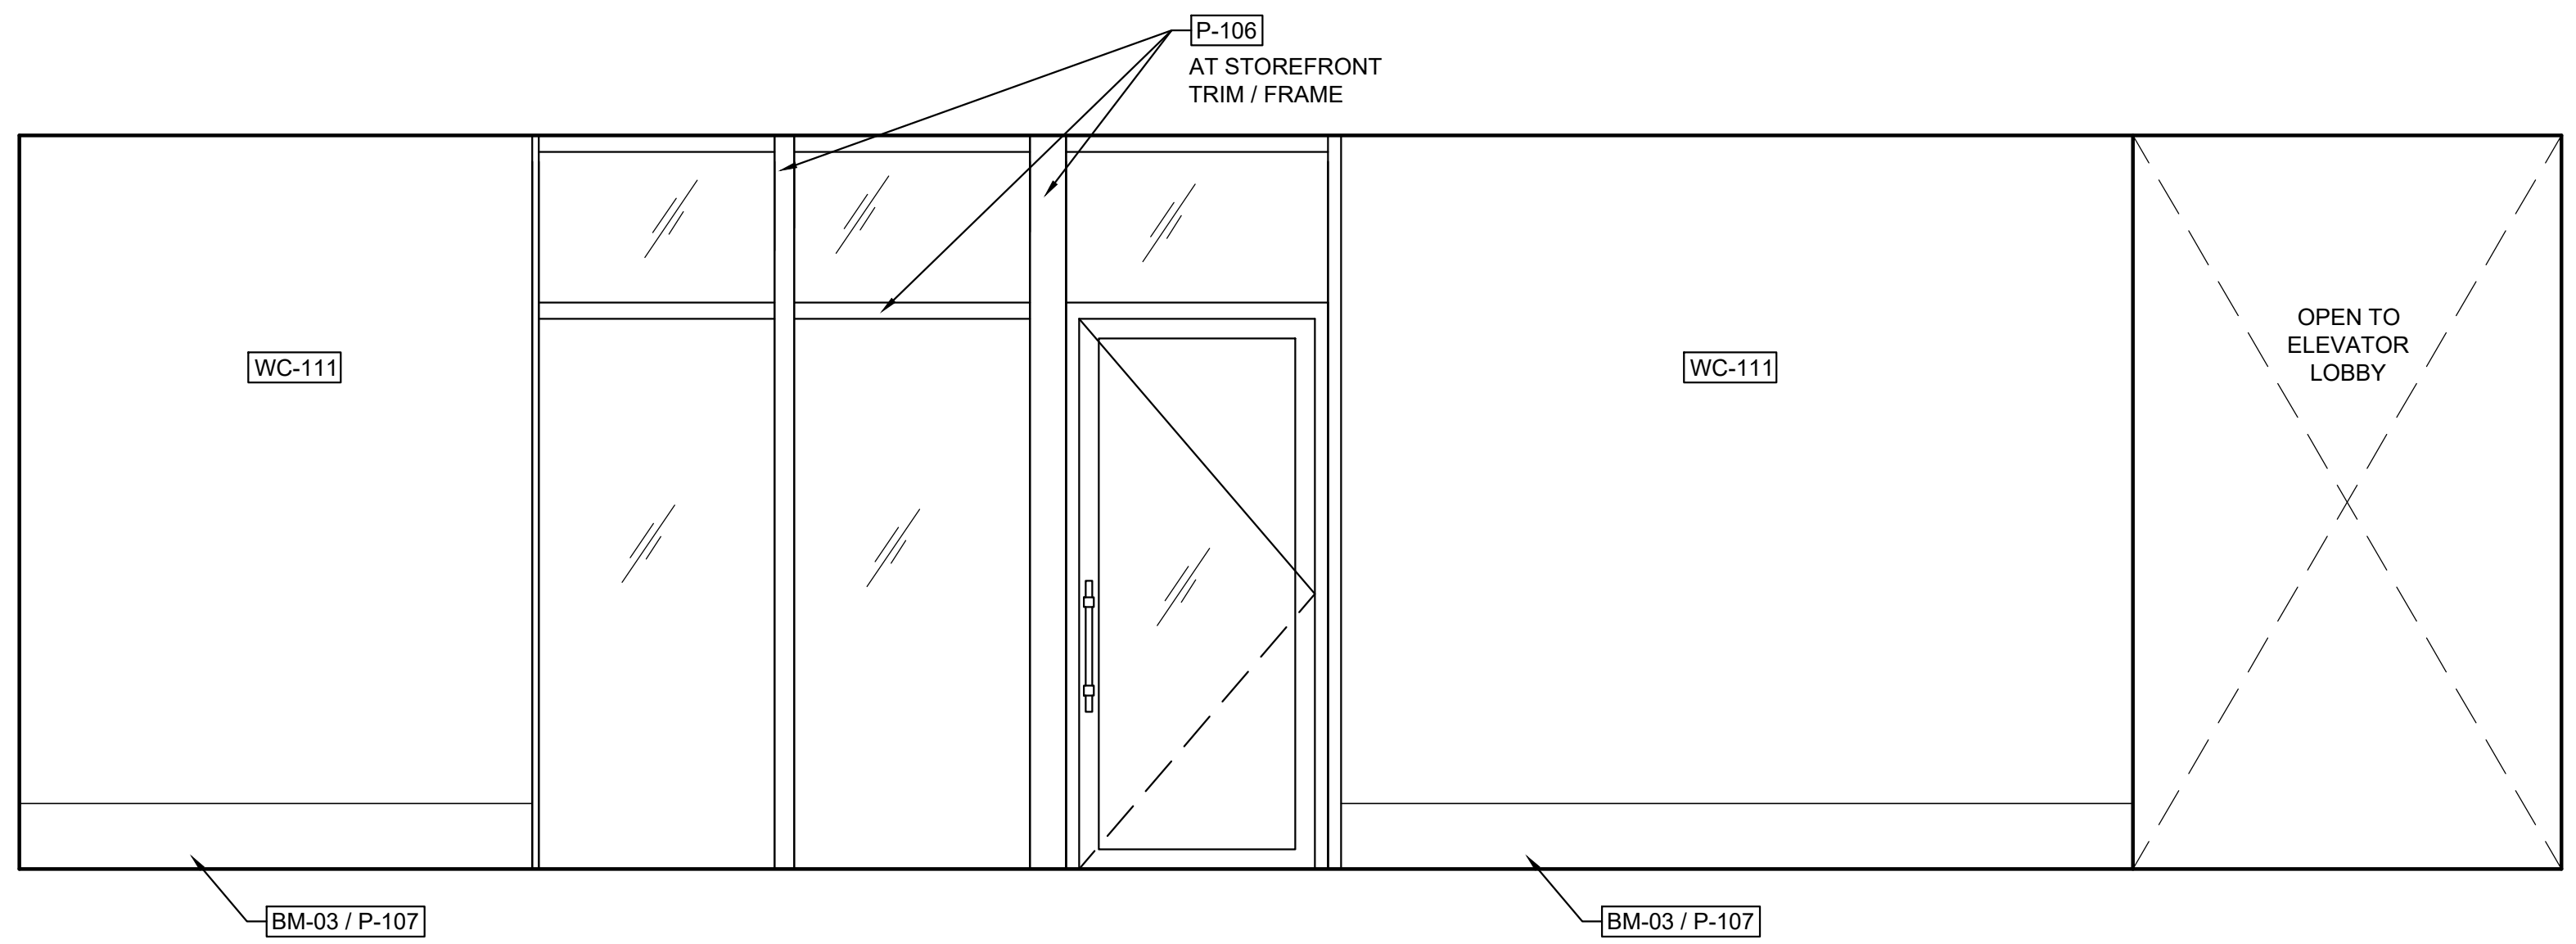 P-106
AT STOREFRONT
TRIM / FRAME
WC-111
WC-111
OPEN TO
ELEVATOR
LOBBY
BM-03 / P-107
BM-03 / P-107